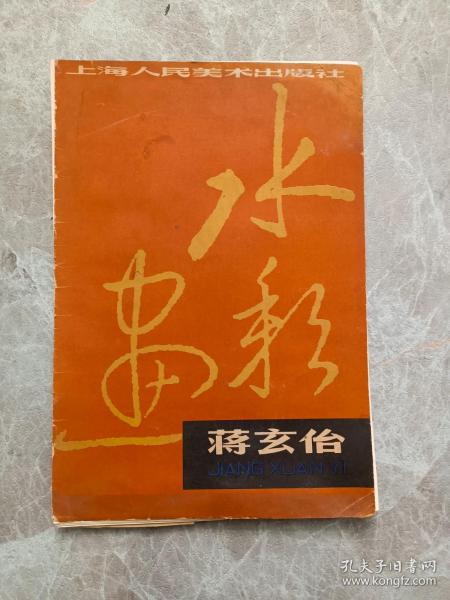 上海人民美术出版社
水彩
画
蒋玄佁
JIANG XUAN YI
孔夫子旧书网
www.kongfz.com